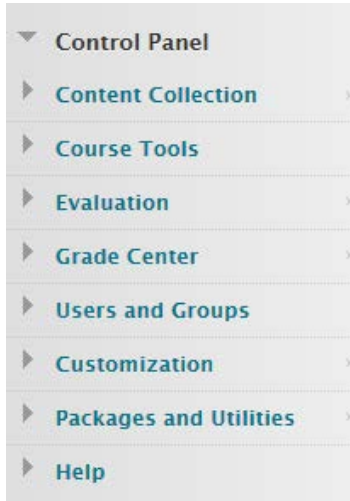 Control Panel
Content Collection
Course Tools
Evaluation
Grade Center
Users and Groups
Customization
Packages and Utilities
Help